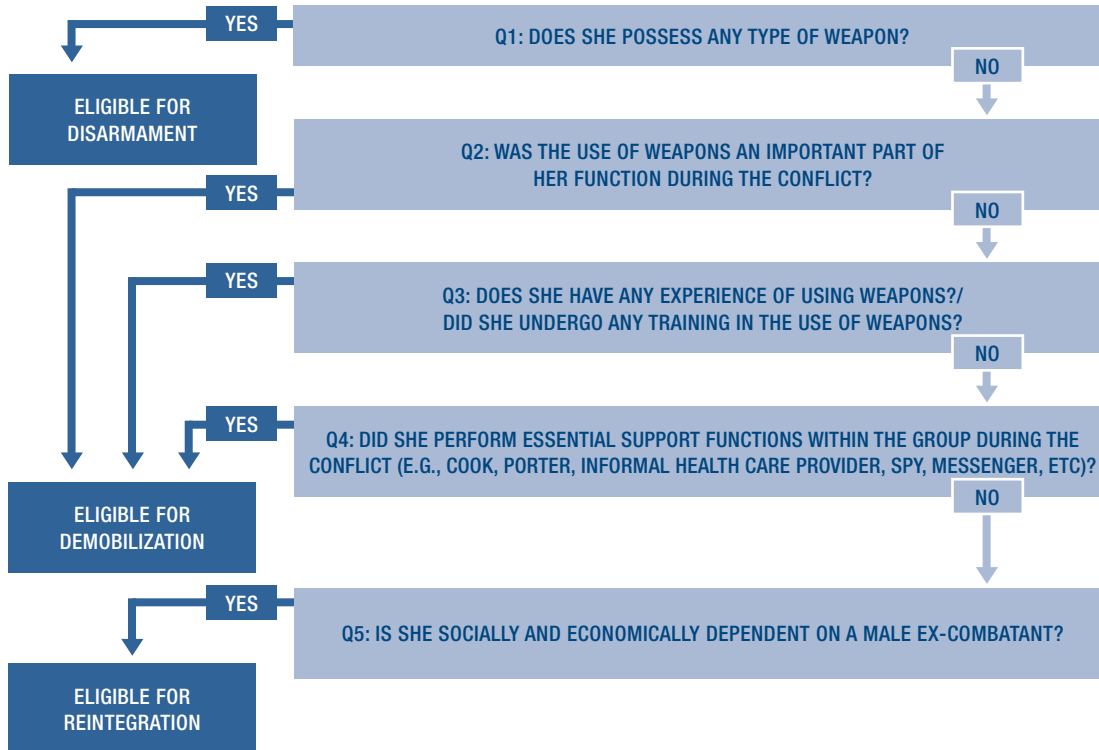 YES
Q1: DOES SHE POSSESS ANY TYPE OF WEAPON?
NO
ELIGIBLE FOR
DISARMAMENT
Q2: WAS THE USE OF WEAPONS AN IMPORTANT PART OF
HER FUNCTION DURING THE CONFLICT?
YES
NO
YES
Q3: DOES SHE HAVE ANY EXPERIENCE OF USING WEAPONS?/
DID SHE UNDERGO ANY TRAINING IN THE USE OF WEAPONS?
NO
YES
Q4: DID SHE PERFORM ESSENTIAL SUPPORT FUNCTIONS WITHIN THE GROUP DURING THE
CONFLICT (E.G., COOK, PORTER, INFORMAL HEALTH CARE PROVIDER, SPY, MESSENGER, ETC)?
NO
ELIGIBLE FOR
DEMOBILIZATION
YES
Q5: IS SHE SOCIALLY AND ECONOMICALLY DEPENDENT ON A MALE EX-COMBATANT?
ELIGIBLE FOR
REINTEGRATION